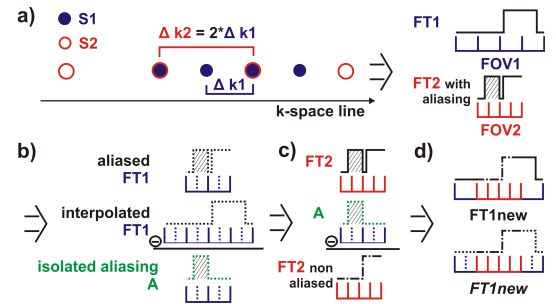 a)
S1
S2
Δ k2 = 2*Δ k1
Δ k1
k-space line
FT1
FOV1
FT2 with
aliasing
FOV2
b)
aliased
FT1
interpolated
FT1
isolated aliasing
A
c)
FT2
A
FT2 non
aliased
d)
FT1new
FT1new